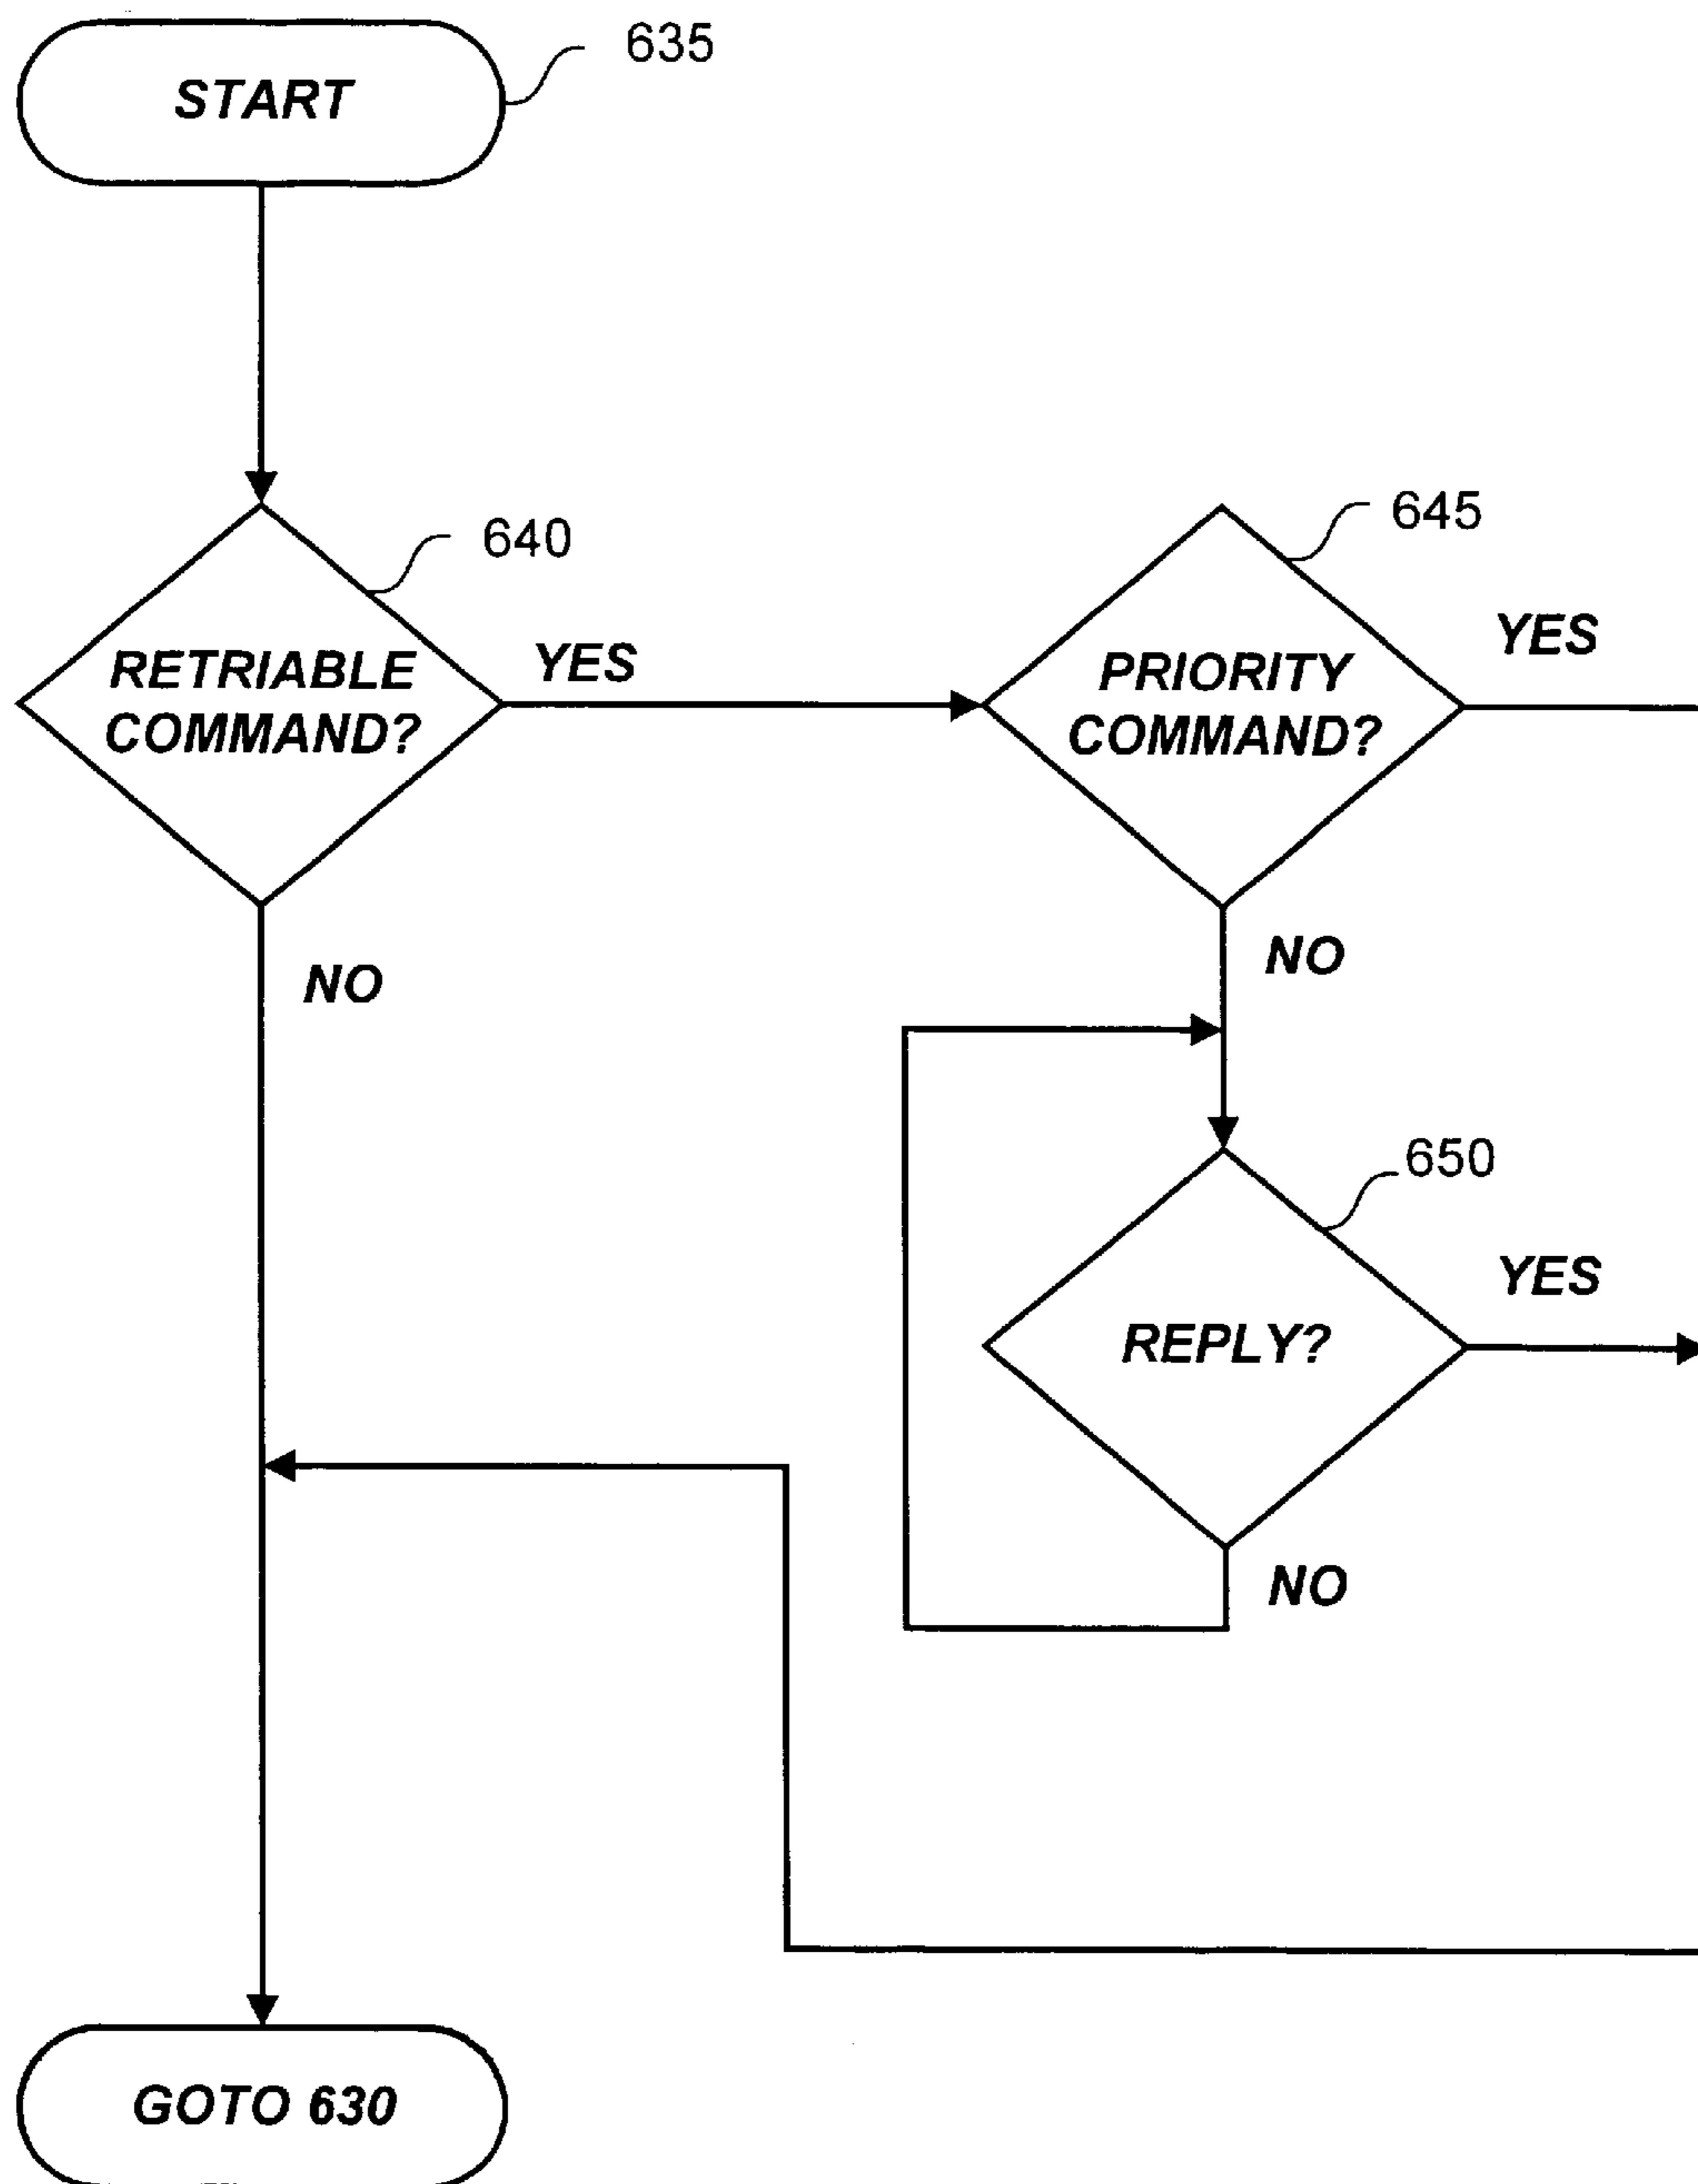 START
635
640
RETRIABLE
COMMAND?
YES
645
PRIORITY
COMMAND?
YES
NO
NO
650
REPLY?
YES
NO
GOTO 630